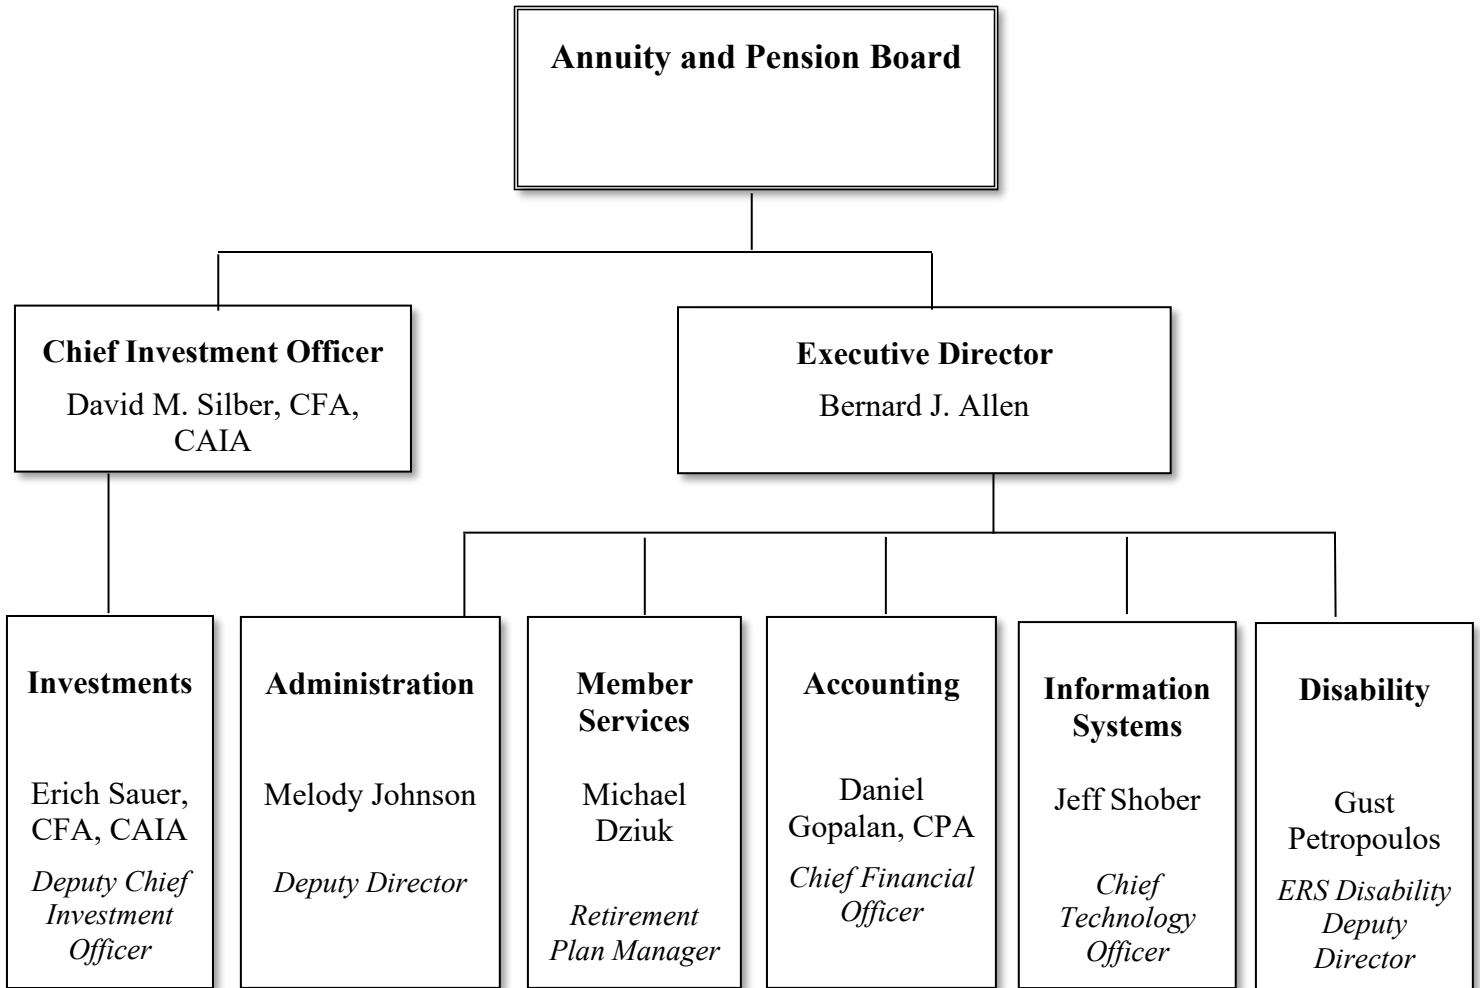 Annuity and Pension Board
Chief Investment Officer
David M. Silber, CFA,
CAIA
Executive Director
Bernard J. Allen
Investments
Erich Sauer,
CFA, CAIA
Deputy Chief
Investment
Officer
Administration
Melody Johnson
Deputy Director
Member
Services
Michael
Dziuk
Retirement
Plan Manager
Accounting
Daniel
Gopalan, CPA
Chief Financial
Officer
Information
Systems
Jeff Shober
Chief
Technology
Officer
Disability
Gust
Petropoulos
ERS Disability
Deputy
Director